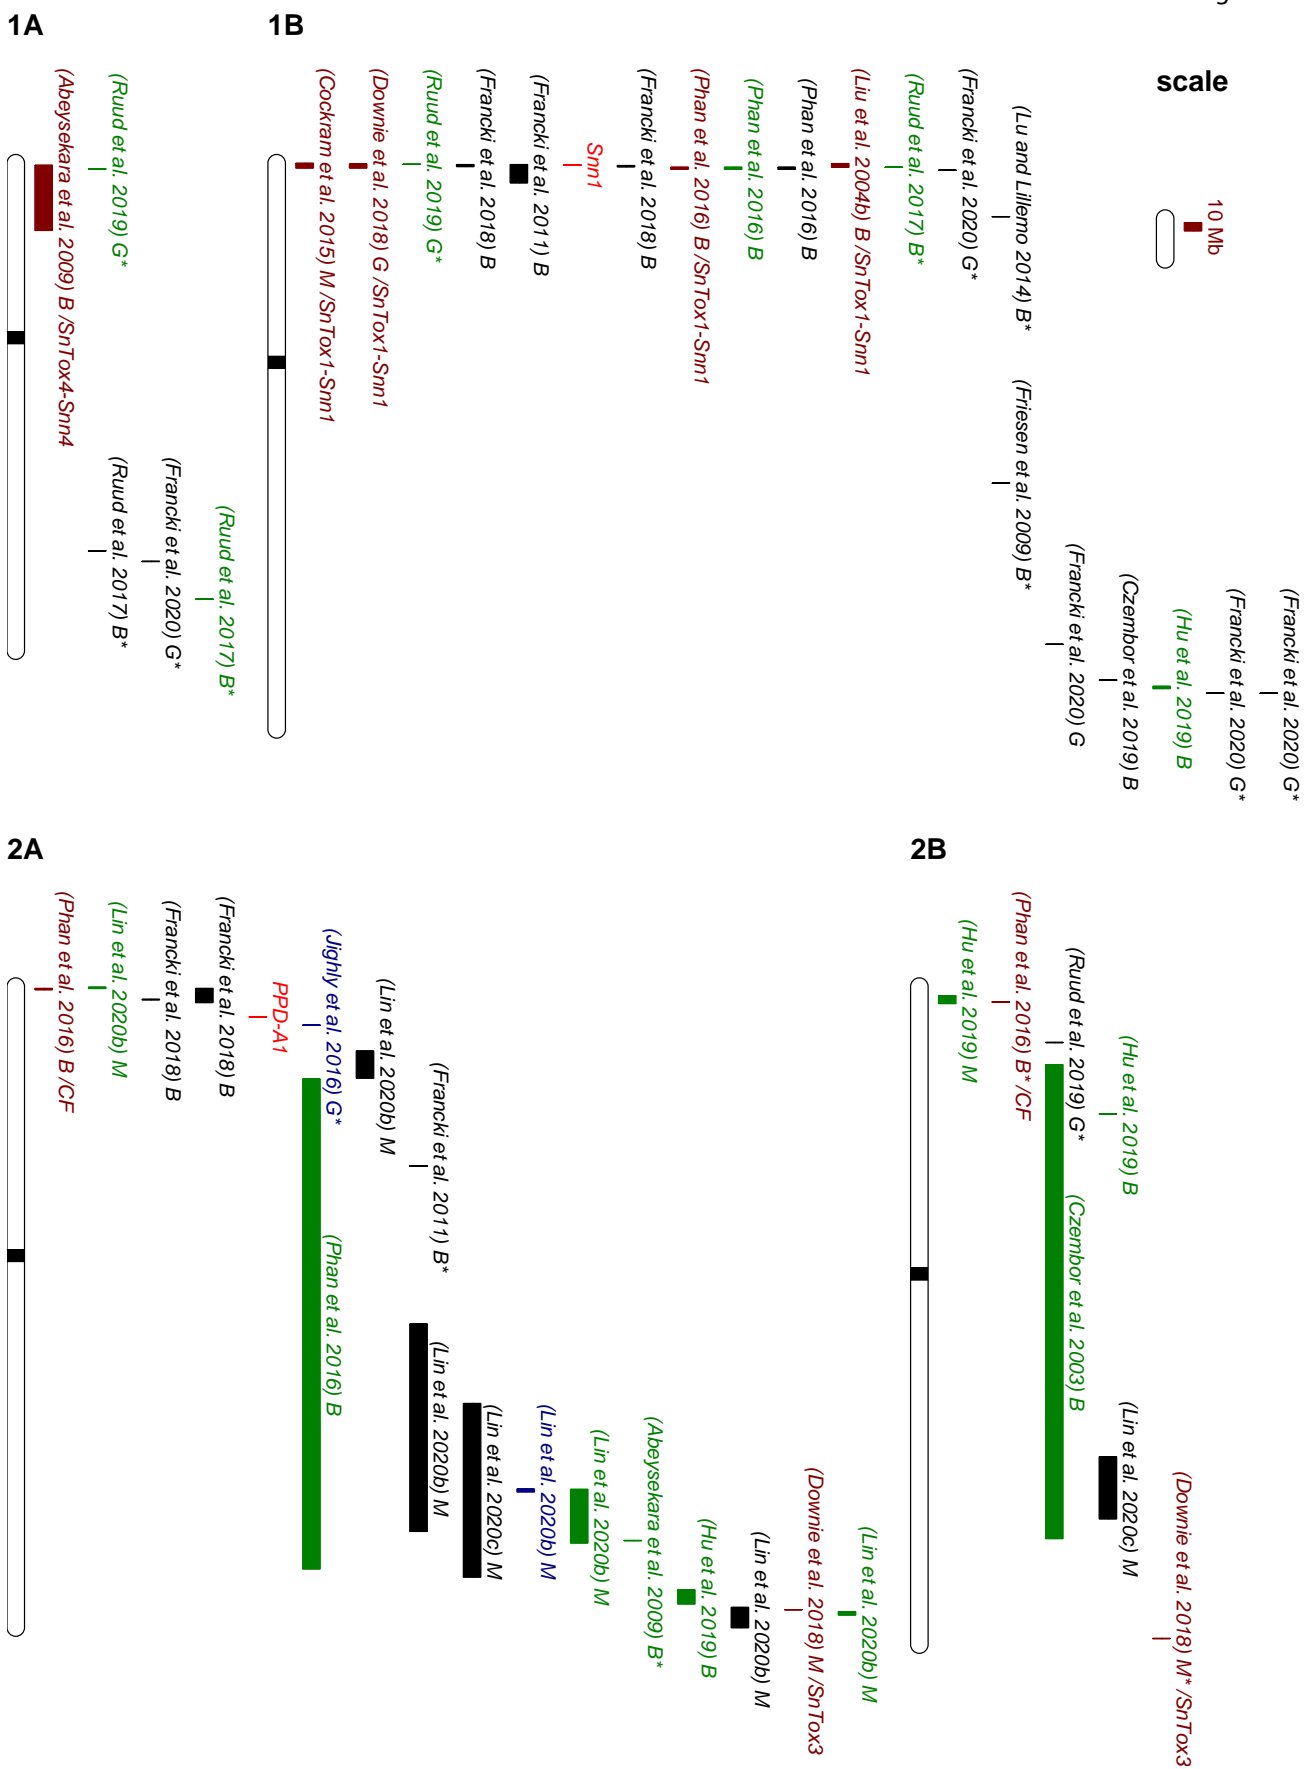 1A
1B
scale
10 Mb
(Abeysekara et al. 2009) B /SnTox4-Snn4
(Ruud et al. 2019) G*
(Ruud et al. 2017) B*
(Francki et al. 2020) G*
(Ruud et al. 2017) B*
(Cockram et al. 2015) M /SnTox1-Snn1
(Downie et al. 2018) G /SnTox1-Snn1
(Ruud et al. 2019) G*
(Francki et al. 2018) B
(Francki et al. 2011) B
Snn1
(Francki et al. 2018) B
(Phan et al. 2016) B /SnTox1-Snn1
(Phan et al. 2016) B
(Phan et al. 2016) B
(Liu et al. 2004b) B /SnTox1-Snn1
(Ruud et al. 2017) B*
(Francki et al. 2020) G*
(Lu and Lillemo 2014) B*
(Friesen et al. 2009) B*
(Francki et al. 2020) G
(Czembor et al. 2019) B
(Hu et al. 2019) B
(Francki et al. 2020) G*
(Francki et al. 2020) G*
2A
2B
(Phan et al. 2016) B /CF
(Lin et al. 2020b) M
(Francki et al. 2018) B
(Francki et al. 2018) B
PPD-A1
(Jighly et al. 2016) G*
(Phan et al. 2016) B
(Lin et al. 2020b) M
(Francki et al. 2011) B*
(Lin et al. 2020b) M
(Lin et al. 2020c) M
(Lin et al. 2020b) M
(Lin et al. 2020b) M
(Abeysekara et al. 2009) B*
(Hu et al. 2019) B
(Lin et al. 2020b) M
(Downie et al. 2018) M /SnTox3
(Lin et al. 2020b) M
(Hu et al. 2019) M
(Phan et al. 2016) B* /CF
(Ruud et al. 2019) G*
(Czembor et al. 2003) B
(Hu et al. 2019) B
(Lin et al. 2020c) M
(Downie et al. 2018) M* /SnTox3